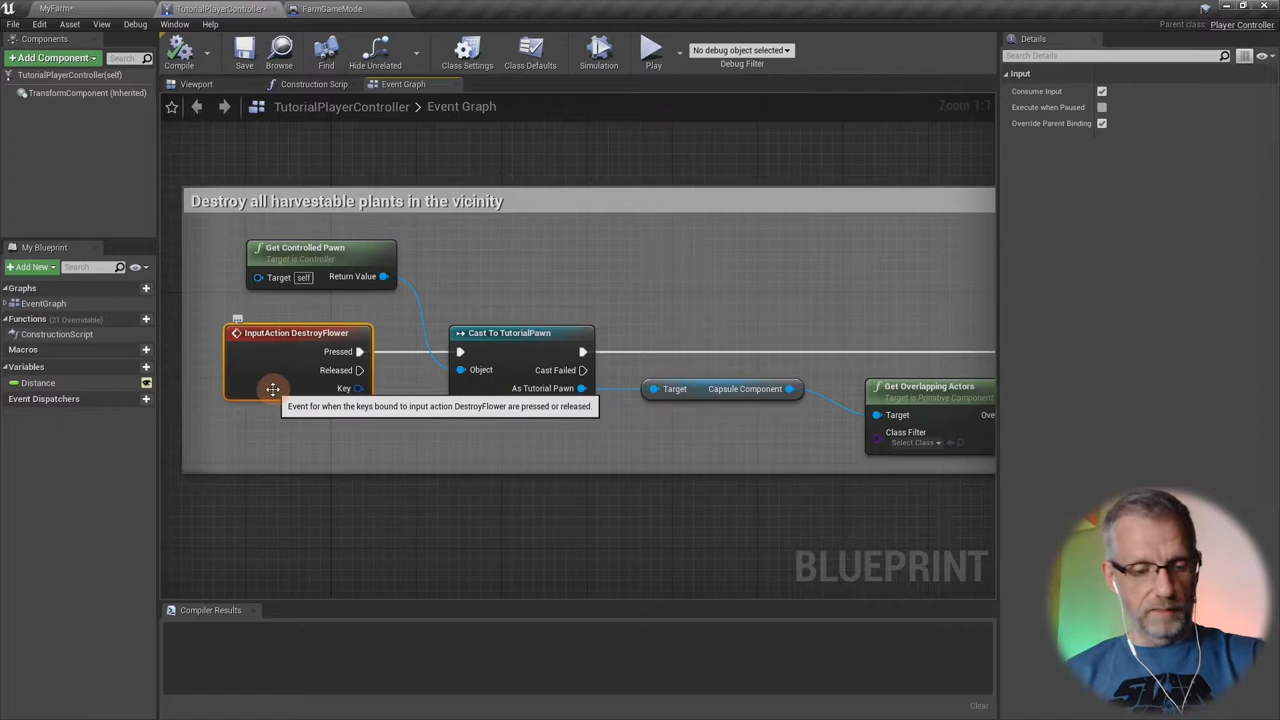 MyFarm*
TutorialPlayerController*
FarmGameMode
File
Edit
Asset
View
Debug
Window
Help
Parent class: Player Controller
Components
+ Add Component
Search
TutorialPlayerController(self)
TransformComponent (Inherited)
Compile
Save
Browse
Find
Hide Unrelated
Class Settings
Class Defaults
Simulation
Play
No debug object selected
Debug Filter
Viewport
Construction Script
Event Graph
TutorialPlayerController > Event Graph
Zoom 1:1
Destroy all harvestable plants in the vicinity
Get Controlled Pawn
Target is Controller
Target self
Return Value
InputAction DestroyFlower
Pressed
Released
Key
Event for when the keys bound to input action DestroyFlower are pressed or released.
Cast To TutorialPawn
Object
Cast Failed
As Tutorial Pawn
Target
Capsule Component
Get Overlapping Actors
Target is Primitive Component
Target
Ove
Class Filter
Select Class
BLUEPRINT
My Blueprint
+ Add New
Search
Graphs
EventGraph
Functions (21 Overridable)
ConstructionScript
Macros
Variables
Distance
Event Dispatchers
Compiler Results
Clear
Details
Search Details
Input
Consume Input
Execute when Paused
Override Parent Binding